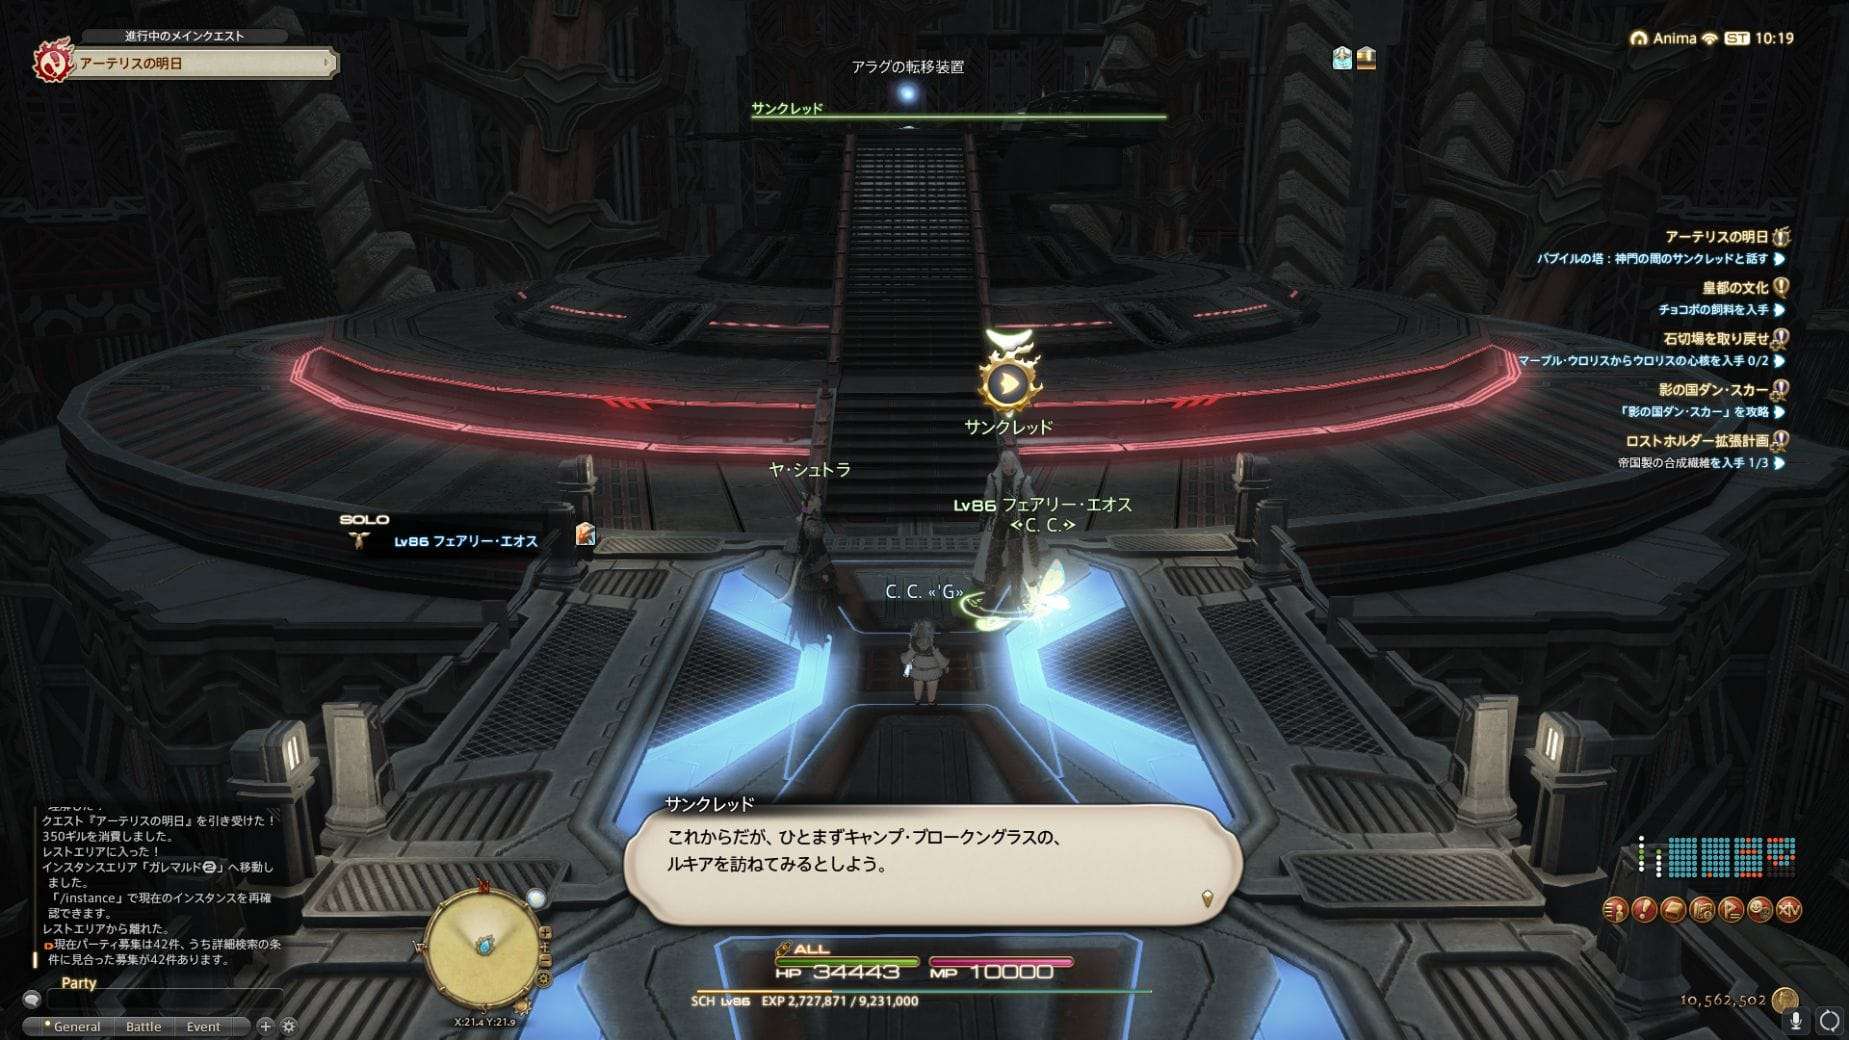 進行中のメインクエスト
アーテリスの明日
アラグの転移装置
サンクレッド
Anima ST 10:19
アーテリスの明日
バブイルの塔：神門の間のサンクレッドと話す
皇都の文化
チョコボの飼料を入手
石切場を取り戻せ
マーブル・ウロリスからウロリスの心核を入手 0/2
影の国ダン・スカー
「影の国ダン・スカー」を攻略
ロストホルダー拡張計画
帝国製の合成繊維を入手 1/3
サンクレッド
ヤ・シュトラ
Lv86 フェアリー・エオス
C. C.
SOLO
Lv86 フェアリー・エオス
C. C. «'G»
サンクレッド
これからだが、ひとまずキャンプ・ブロークングラスの、
ルキアを訪ねてみるとしよう。
クエスト『アーテリスの明日』を引き受けた！
350ギルを消費しました。
レストエリアに入った！
インスタンスエリア「ガレマルド2」へ移動し
ました。
「/instance」で現在のインスタンスを再確
認できます。
レストエリアから離れた。
現在パーティ募集は42件、うち詳細検索の条
件に見合った募集が42件あります。
Party
General Battle Event
X:21.4 Y:21.9
ALL
HP 34443 MP 10000
SCH Lv86 EXP 2,727,871 / 9,231,000
XIV
10,562,502